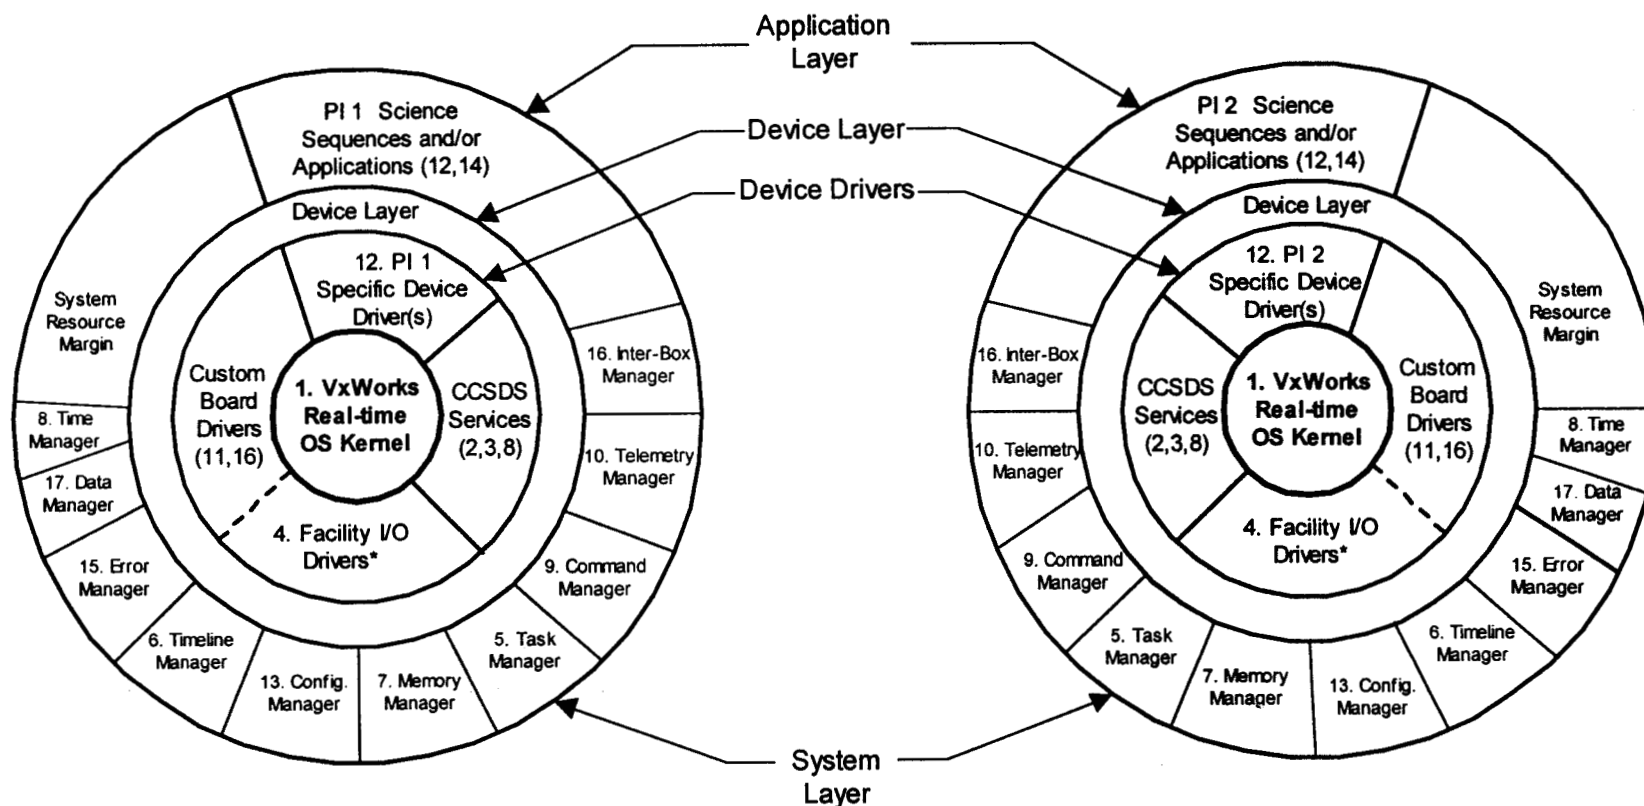 Application
Layer
Device Layer
Device Drivers
PI 1 Science
Sequences and/or
Applications (12,14)
Device Layer
12. PI 1
Specific Device
Driver(s)
System
Resource
Margin
Custom
Board
Drivers
(11,16)
1. VxWorks
Real-time
OS Kernel
CCSDS
Services
(2,3,8)
4. Facility I/O
Drivers*
16. Inter-Box
Manager
10. Telemetry
Manager
9. Command
Manager
5. Task
Manager
7. Memory
Manager
13. Config.
Manager
6. Timeline
Manager
15. Error
Manager
17. Data
Manager
8. Time
Manager
PI 2 Science
Sequences and/or
Applications (12,14)
Device Layer
12. PI 2
Specific Device
Driver(s)
System
Resource
Margin
CCSDS
Services
(2,3,8)
1. VxWorks
Real-time
OS Kernel
Custom
Board
Drivers
(11,16)
4. Facility I/O
Drivers*
16. Inter-Box
Manager
10. Telemetry
Manager
9. Command
Manager
5. Task
Manager
7. Memory
Manager
13. Config.
Manager
6. Timeline
Manager
15. Error
Manager
17. Data
Manager
8. Time
Manager
System
Layer